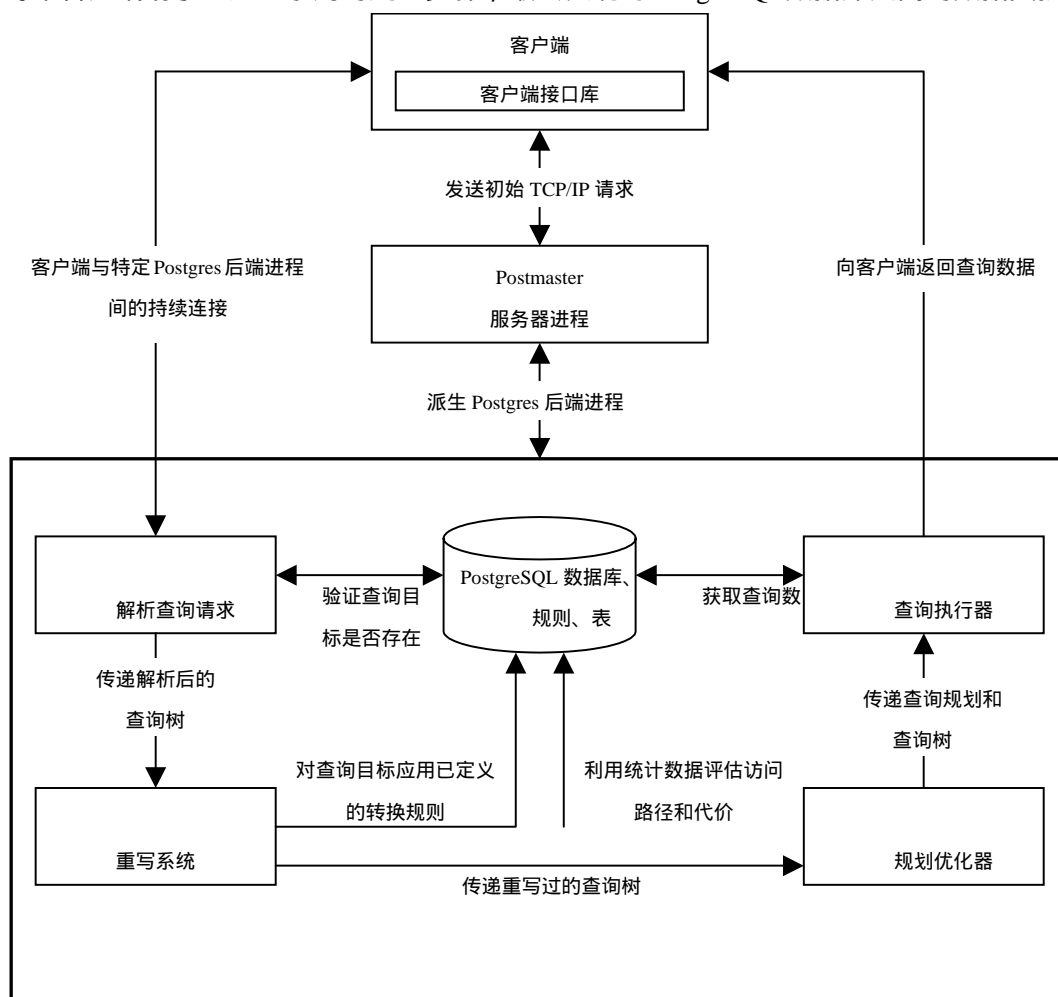 客户端
客户端接口库
发送初始 TCP/IP 请求
客户端与特定 Postgres 后端进程
间的持续连接
Postmaster
服务器进程
向客户端返回查询数据
派生 Postgres 后端进程
解析查询请求
验证查询目
标是否存在
PostgreSQL 数据库、
规则、表
获取查询数
查询执行器
传递解析后的
查询树
传递查询规划和
查询树
对查询目标应用已定义
的转换规则
利用统计数据评估访问
路径和代价
重写系统
传递重写过的查询树
规划优化器